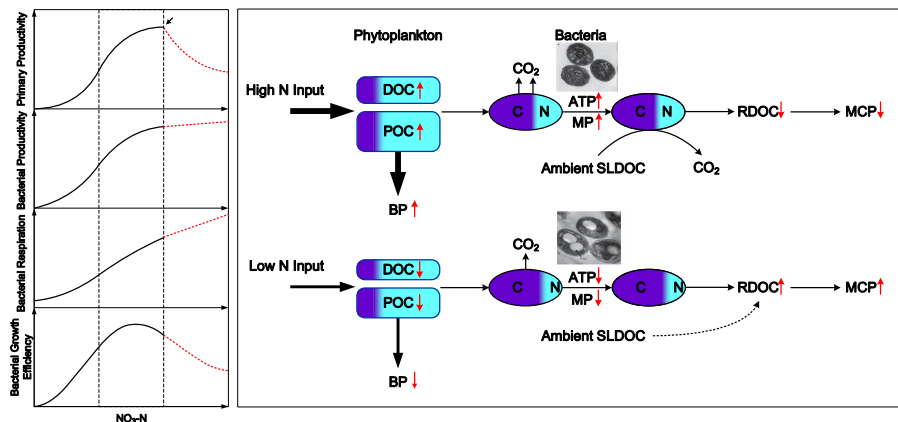 Primary Productivity
Bacterial Productivity
Bacterial Respiration
Bacterial Growth
Efficiency
NO₃-N
Phytoplankton
Bacteria
High N Input
DOC↑
POC↑
BP ↑
CO₂
C N
ATP↑
MP↑
C N
Ambient SLDOC
CO₂
RDOC↓
MCP↓
Low N Input
DOC↓
POC↓
BP ↓
CO₂
C N
ATP↓
MP↓
C N
Ambient SLDOC
RDOC↑
MCP↑